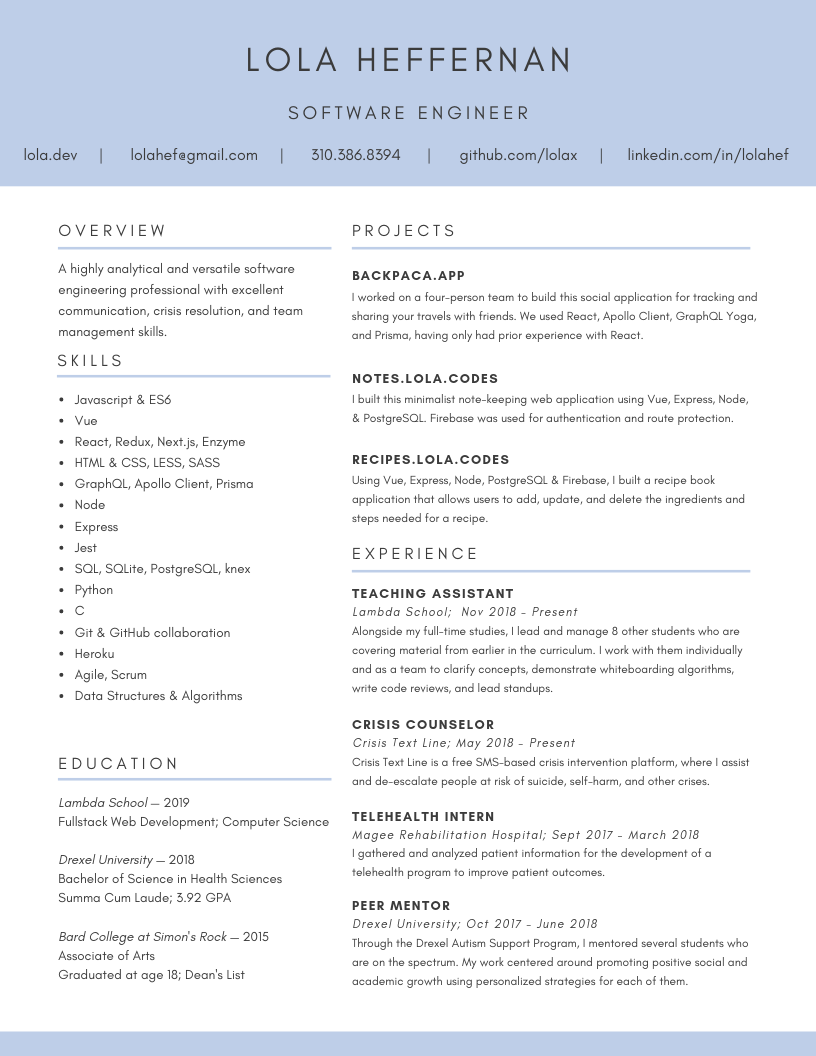 LOLA HEFFERNAN
SOFTWARE ENGINEER
lola.dev | lolahef@gmail.com | 310.386.8394 | github.com/lolax | linkedin.com/in/lolahef
OVERVIEW
A highly analytical and versatile software
engineering professional with excellent
communication, crisis resolution, and team
management skills.
SKILLS
• Javascript & ES6
• Vue
• React, Redux, Next.js, Enzyme
• HTML & CSS, LESS, SASS
• GraphQL, Apollo Client, Prisma
• Node
• Express
• Jest
• SQL, SQLite, PostgreSQL, knex
• Python
• C
• Git & GitHub collaboration
• Heroku
• Agile, Scrum
• Data Structures & Algorithms
EDUCATION
Lambda School — 2019
Fullstack Web Development; Computer Science
Drexel University — 2018
Bachelor of Science in Health Sciences
Summa Cum Laude; 3.92 GPA
Bard College at Simon's Rock — 2015
Associate of Arts
Graduated at age 18; Dean's List
PROJECTS
BACKPACA.APP
I worked on a four-person team to build this social application for tracking and
sharing your travels with friends. We used React, Apollo Client, GraphQL Yoga,
and Prisma, having only had prior experience with React.
NOTES.LOLA.CODES
I built this minimalist note-keeping web application using Vue, Express, Node,
& PostgreSQL. Firebase was used for authentication and route protection.
RECIPES.LOLA.CODES
Using Vue, Express, Node, PostgreSQL & Firebase, I built a recipe book
application that allows users to add, update, and delete the ingredients and
steps needed for a recipe.
EXPERIENCE
TEACHING ASSISTANT
Lambda School; Nov 2018 - Present
Alongside my full-time studies, I lead and manage 8 other students who are
covering material from earlier in the curriculum. I work with them individually
and as a team to clarify concepts, demonstrate whiteboarding algorithms,
write code reviews, and lead standups.
CRISIS COUNSELOR
Crisis Text Line; May 2018 - Present
Crisis Text Line is a free SMS-based crisis intervention platform, where I assist
and de-escalate people at risk of suicide, self-harm, and other crises.
TELEHEALTH INTERN
Magee Rehabilitation Hospital; Sept 2017 - March 2018
I gathered and analyzed patient information for the development of a
telehealth program to improve patient outcomes.
PEER MENTOR
Drexel University; Oct 2017 - June 2018
Through the Drexel Autism Support Program, I mentored several students who
are on the spectrum. My work centered around promoting positive social and
academic growth using personalized strategies for each of them.